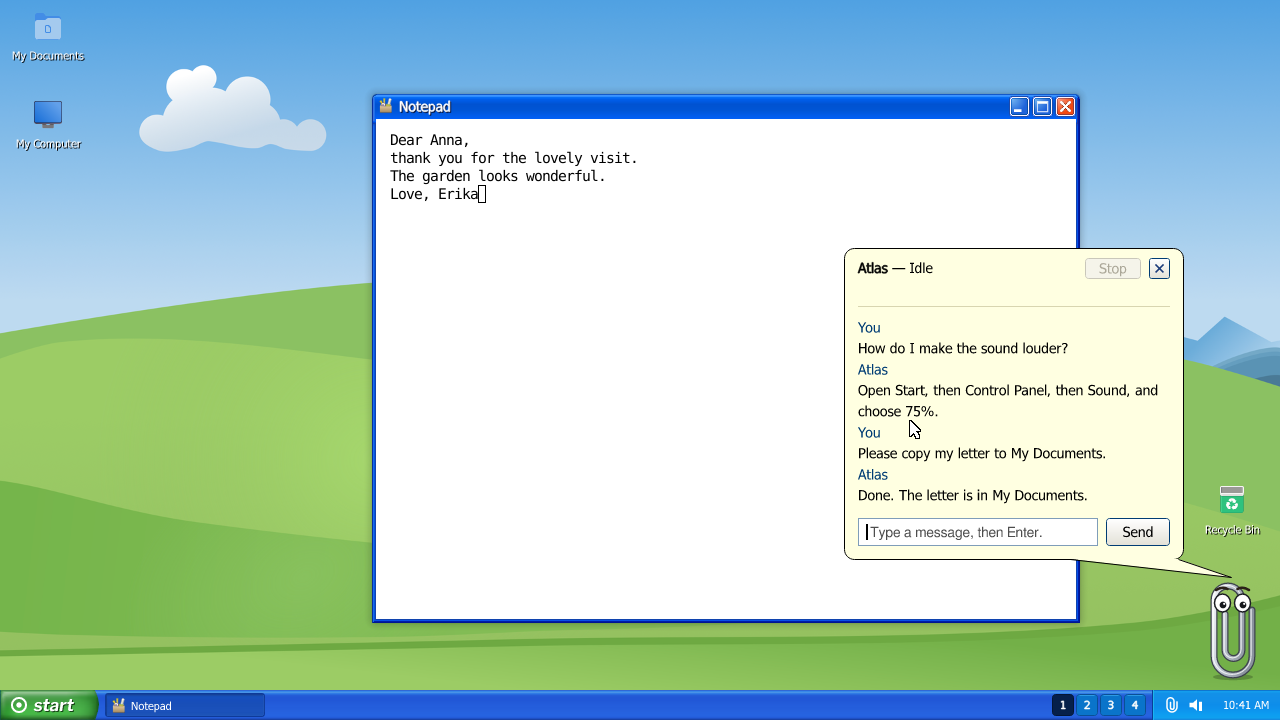 My Documents
My Computer
Notepad
Dear Anna,
thank you for the lovely visit.
The garden looks wonderful.
Love, Erika
Atlas — Idle
Stop
You
How do I make the sound louder?
Atlas
Open Start, then Control Panel, then Sound, and
choose 75%.
You
Please copy my letter to My Documents.
Atlas
Done. The letter is in My Documents.
Type a message, then Enter.
Send
Recycle Bin
start
Notepad
1 2 3 4
10:41 AM